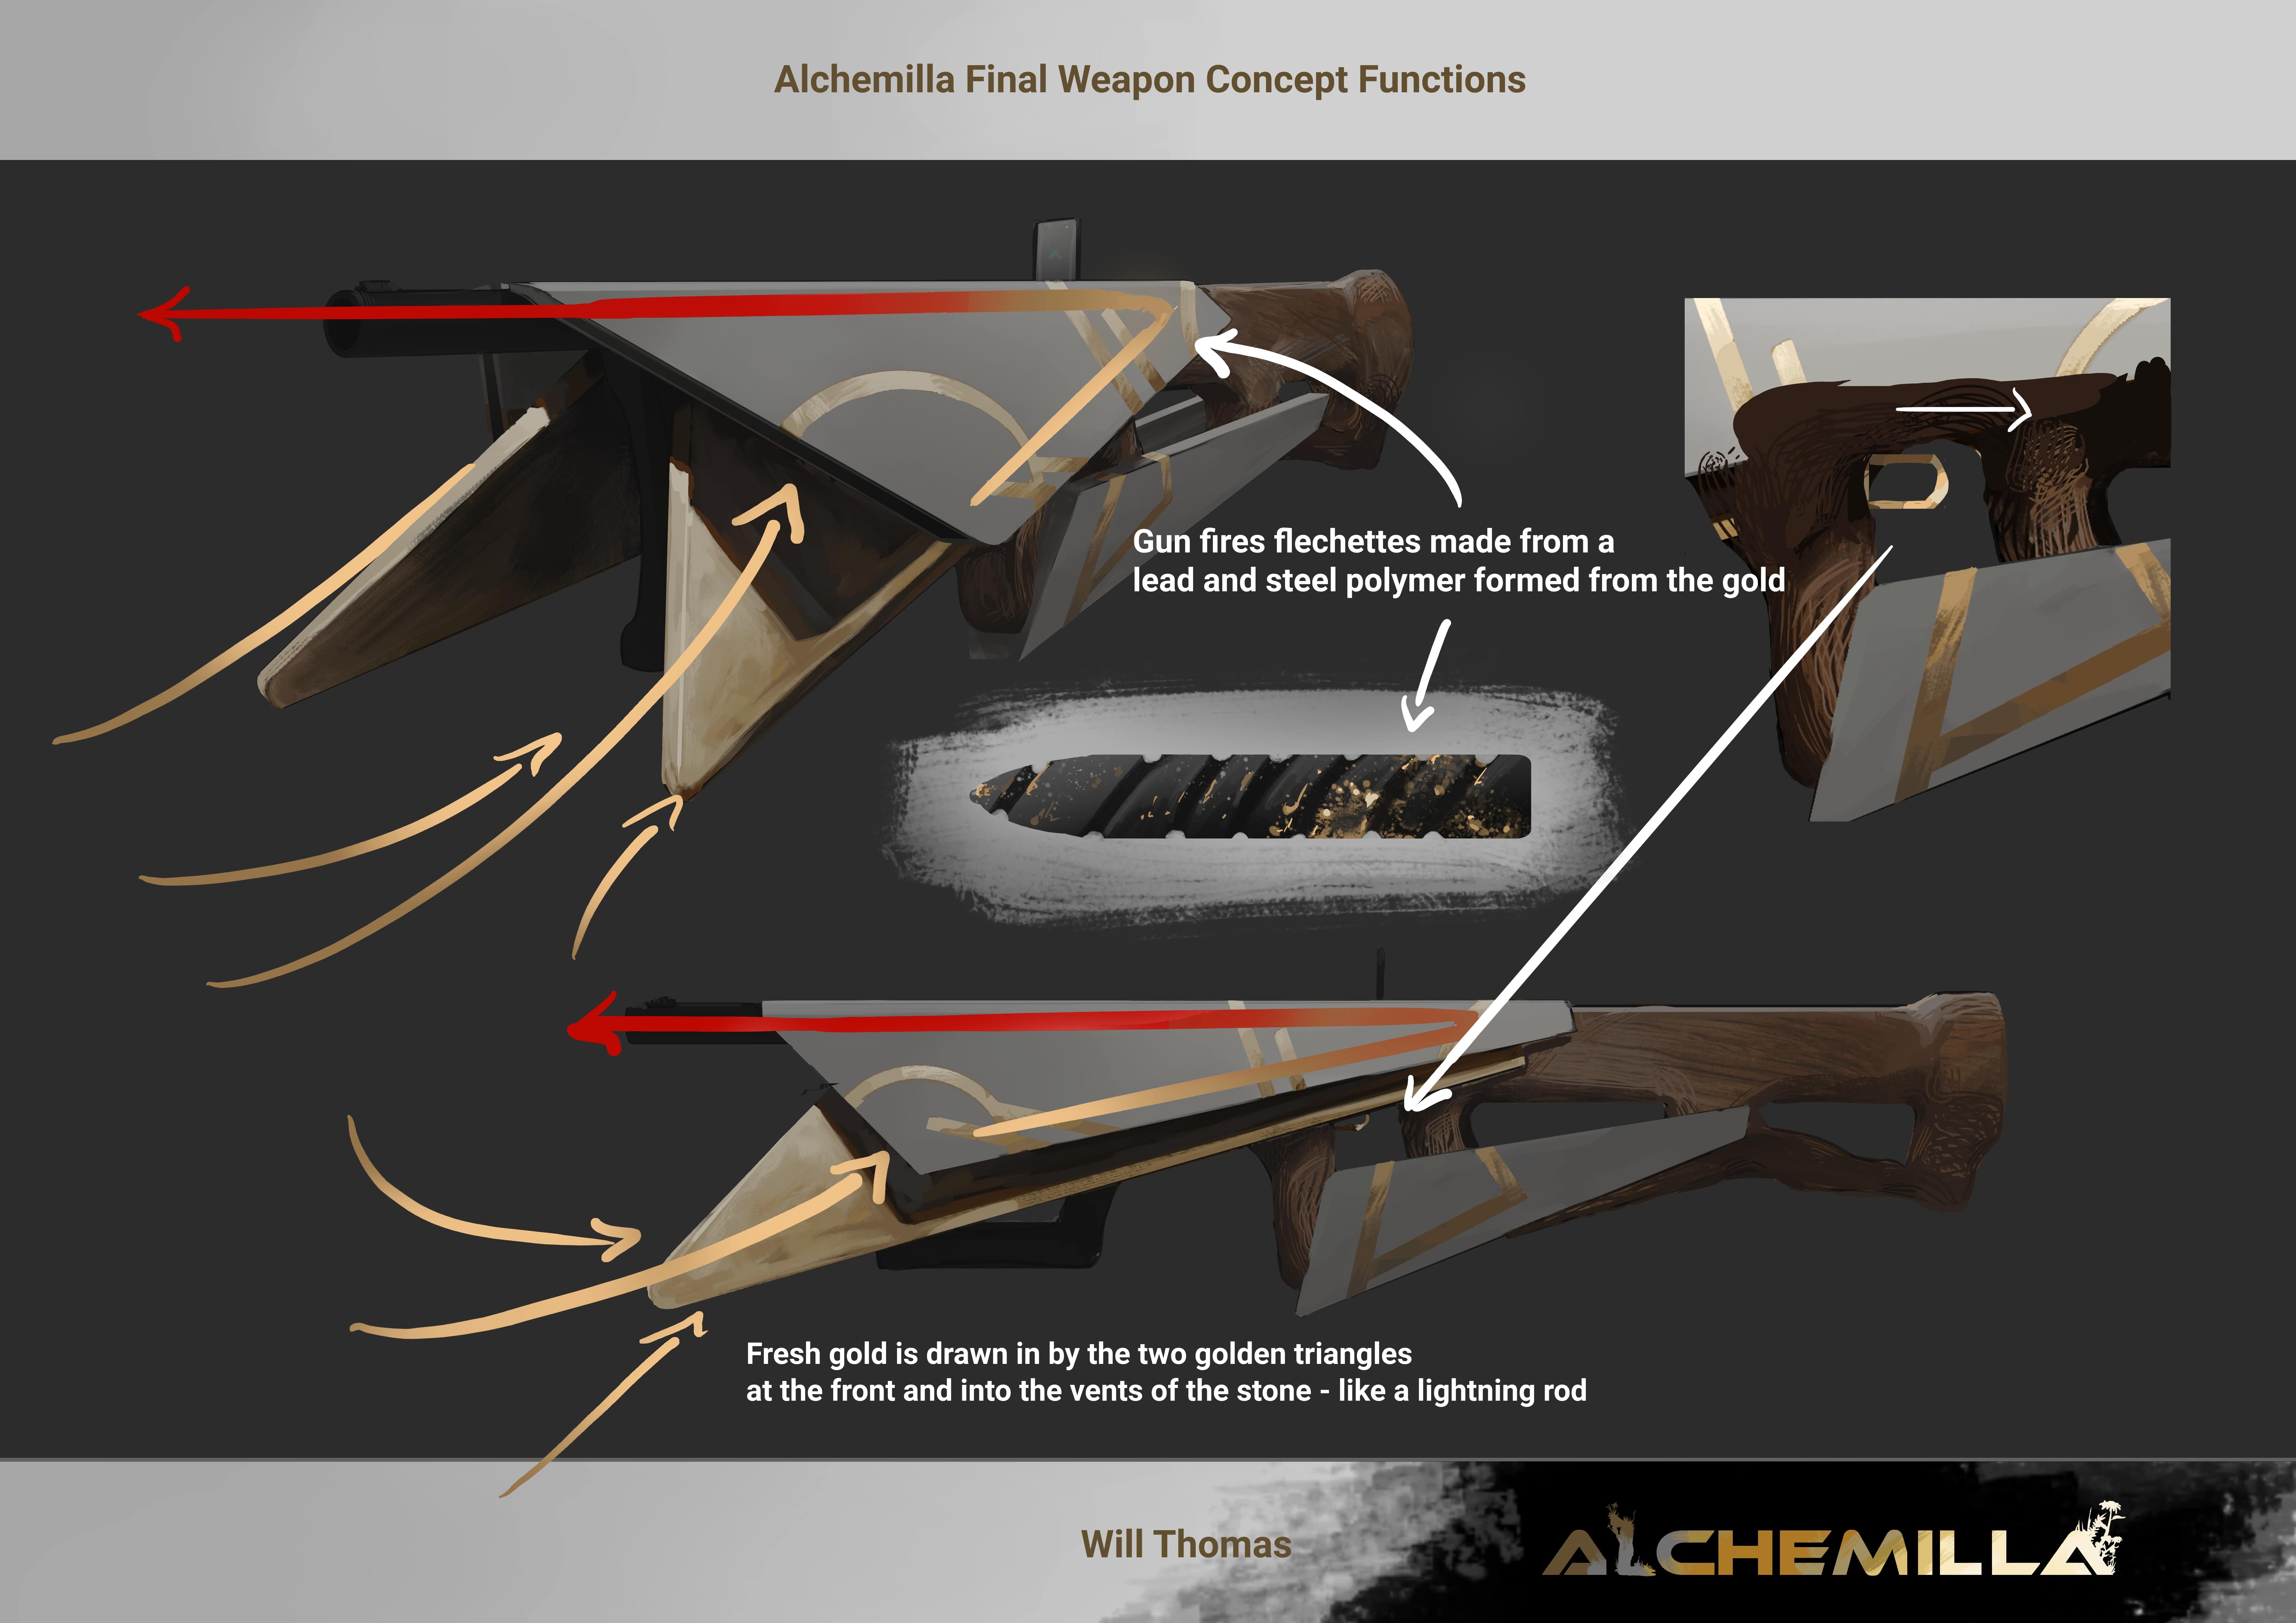 Alchemilla Final Weapon Concept Functions
Gun fires flechettes made from a
lead and steel polymer formed from the gold
Fresh gold is drawn in by the two golden triangles
at the front and into the vents of the stone - like a lightning rod
Will Thomas
ALCHEMILLA